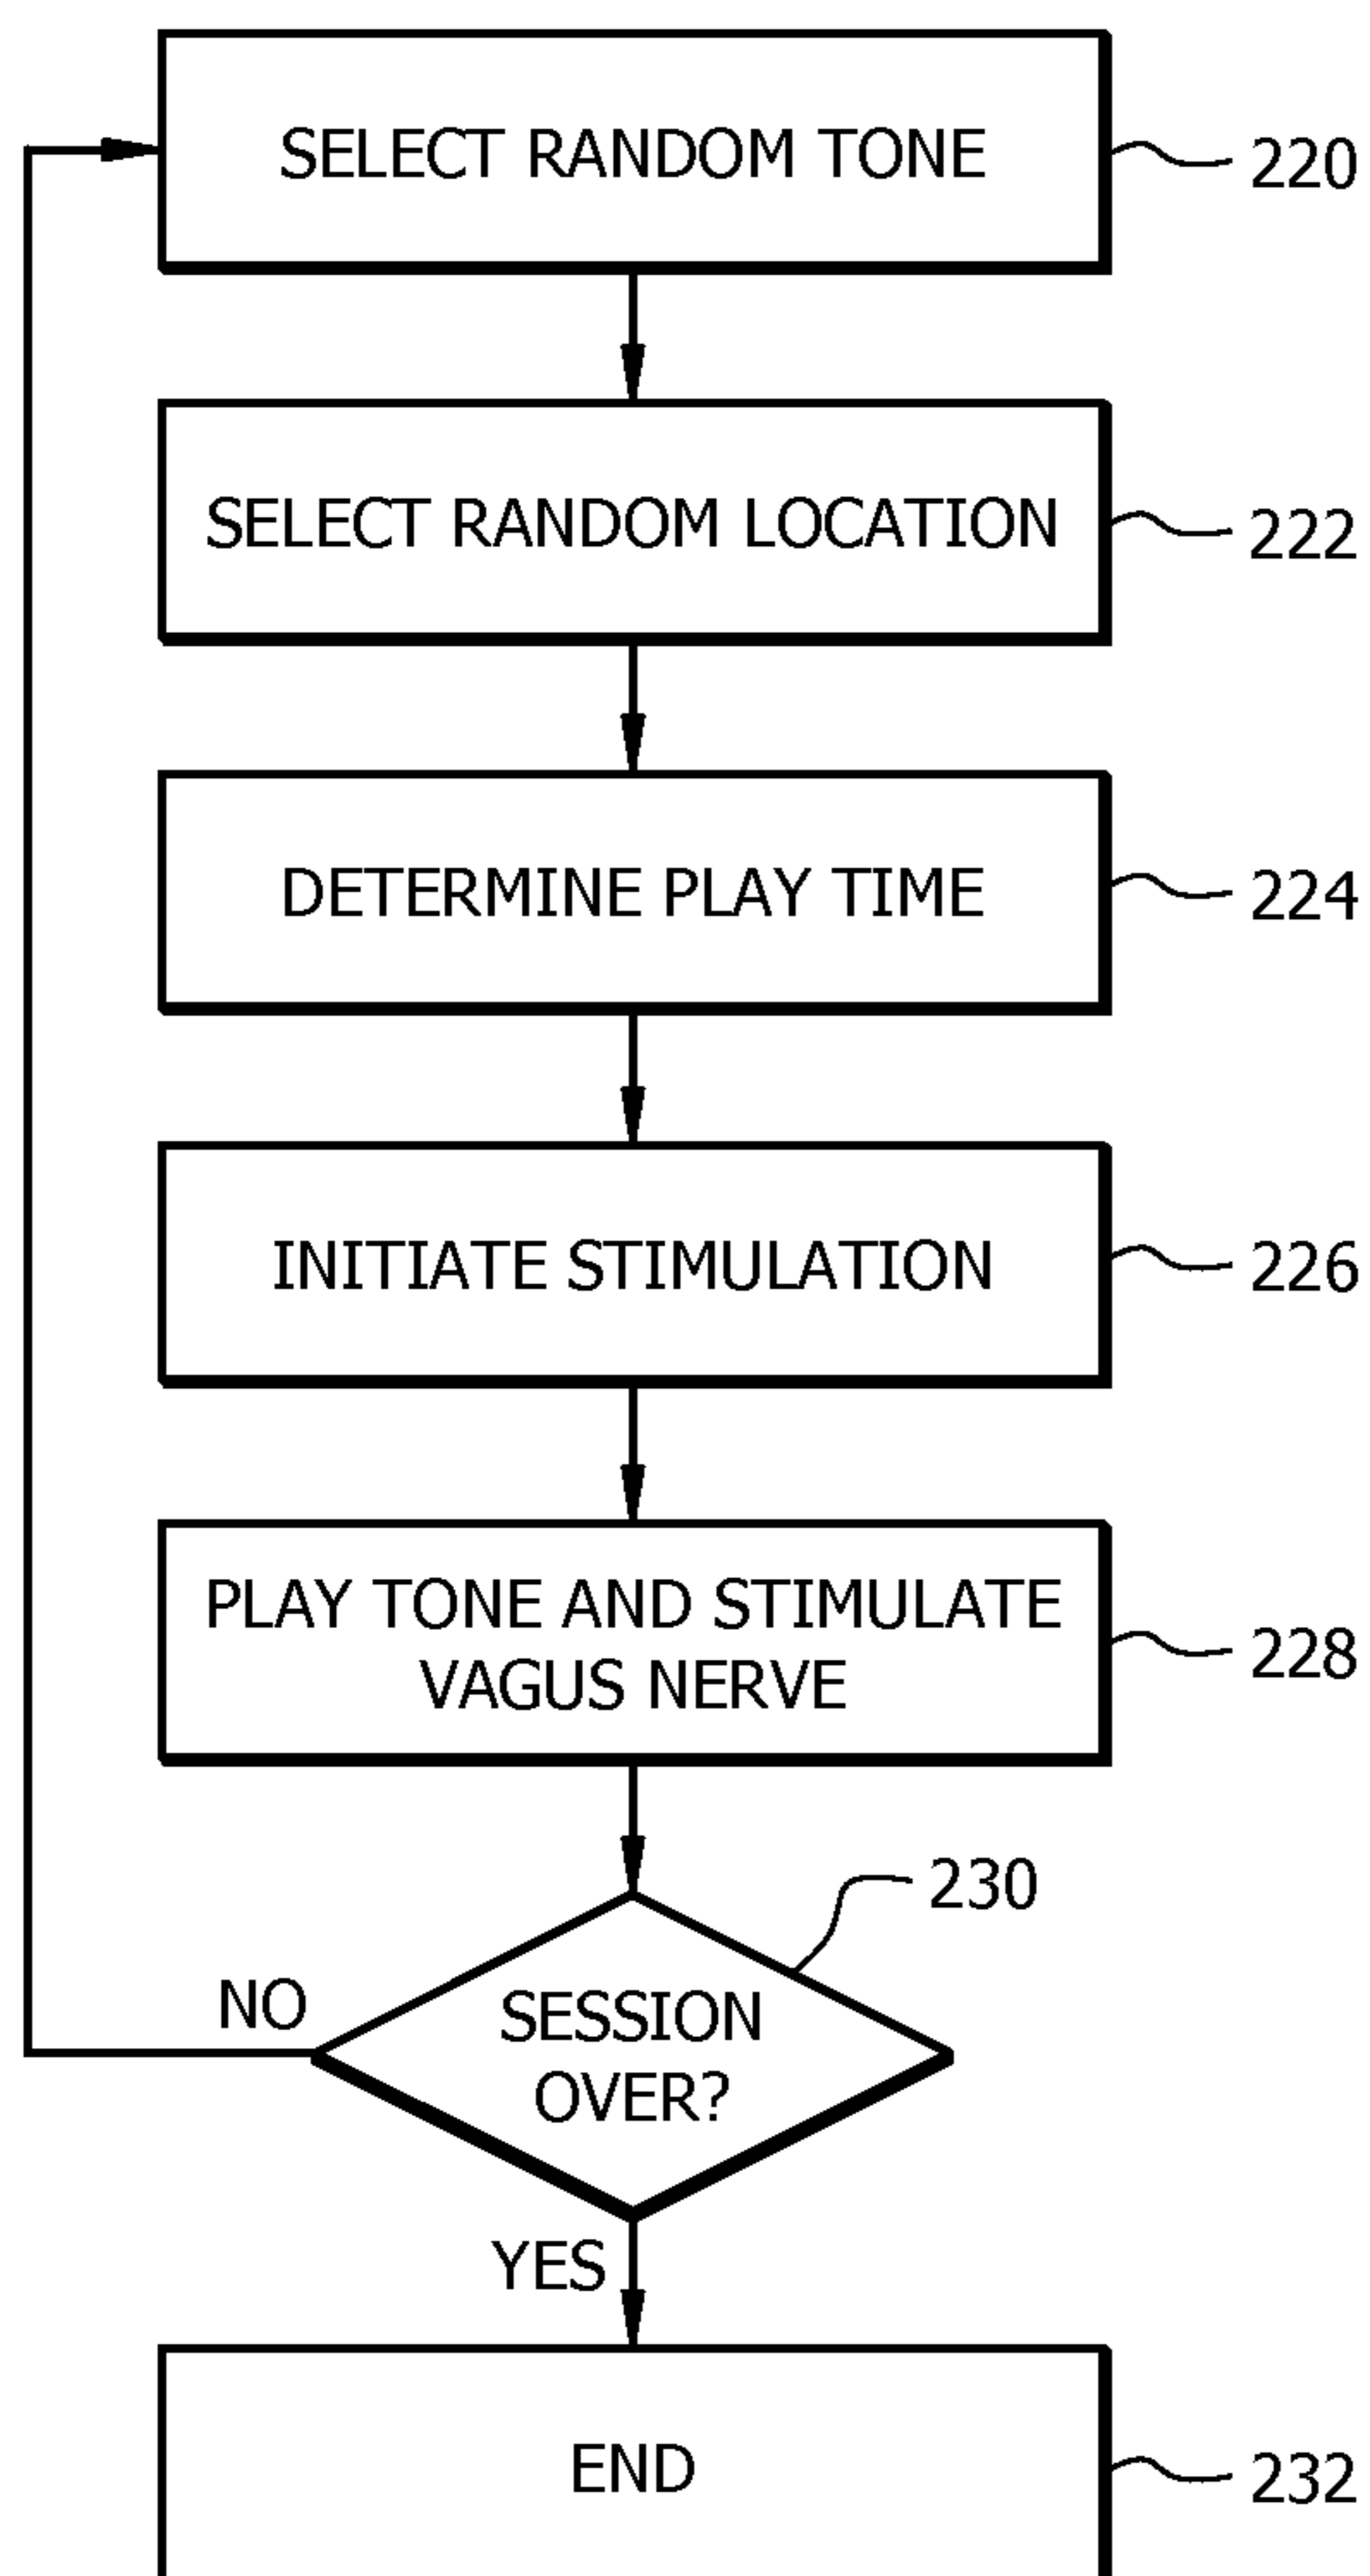 SELECT RANDOM TONE
220
SELECT RANDOM LOCATION
222
DETERMINE PLAY TIME
224
INITIATE STIMULATION
226
PLAY TONE AND STIMULATE
VAGUS NERVE
228
230
NO
SESSION
OVER?
YES
END
232